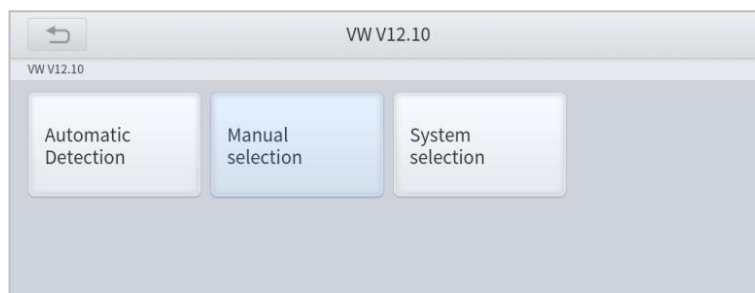 VW V12.10
VW V12.10
Automatic
Detection
Manual
selection
System
selection